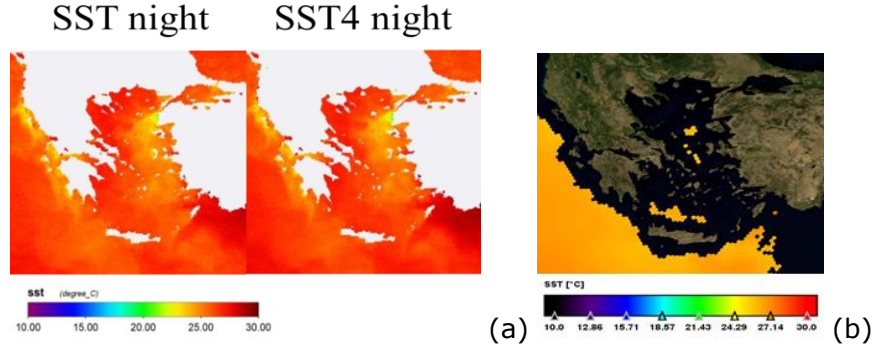 SST night SST4 night
sst (degree_C)
10.00 15.00 20.00 25.00 30.00
(a)
SST [°C]
10.0 12.86 15.71 18.57 21.43 24.29 27.14 30.0
(b)